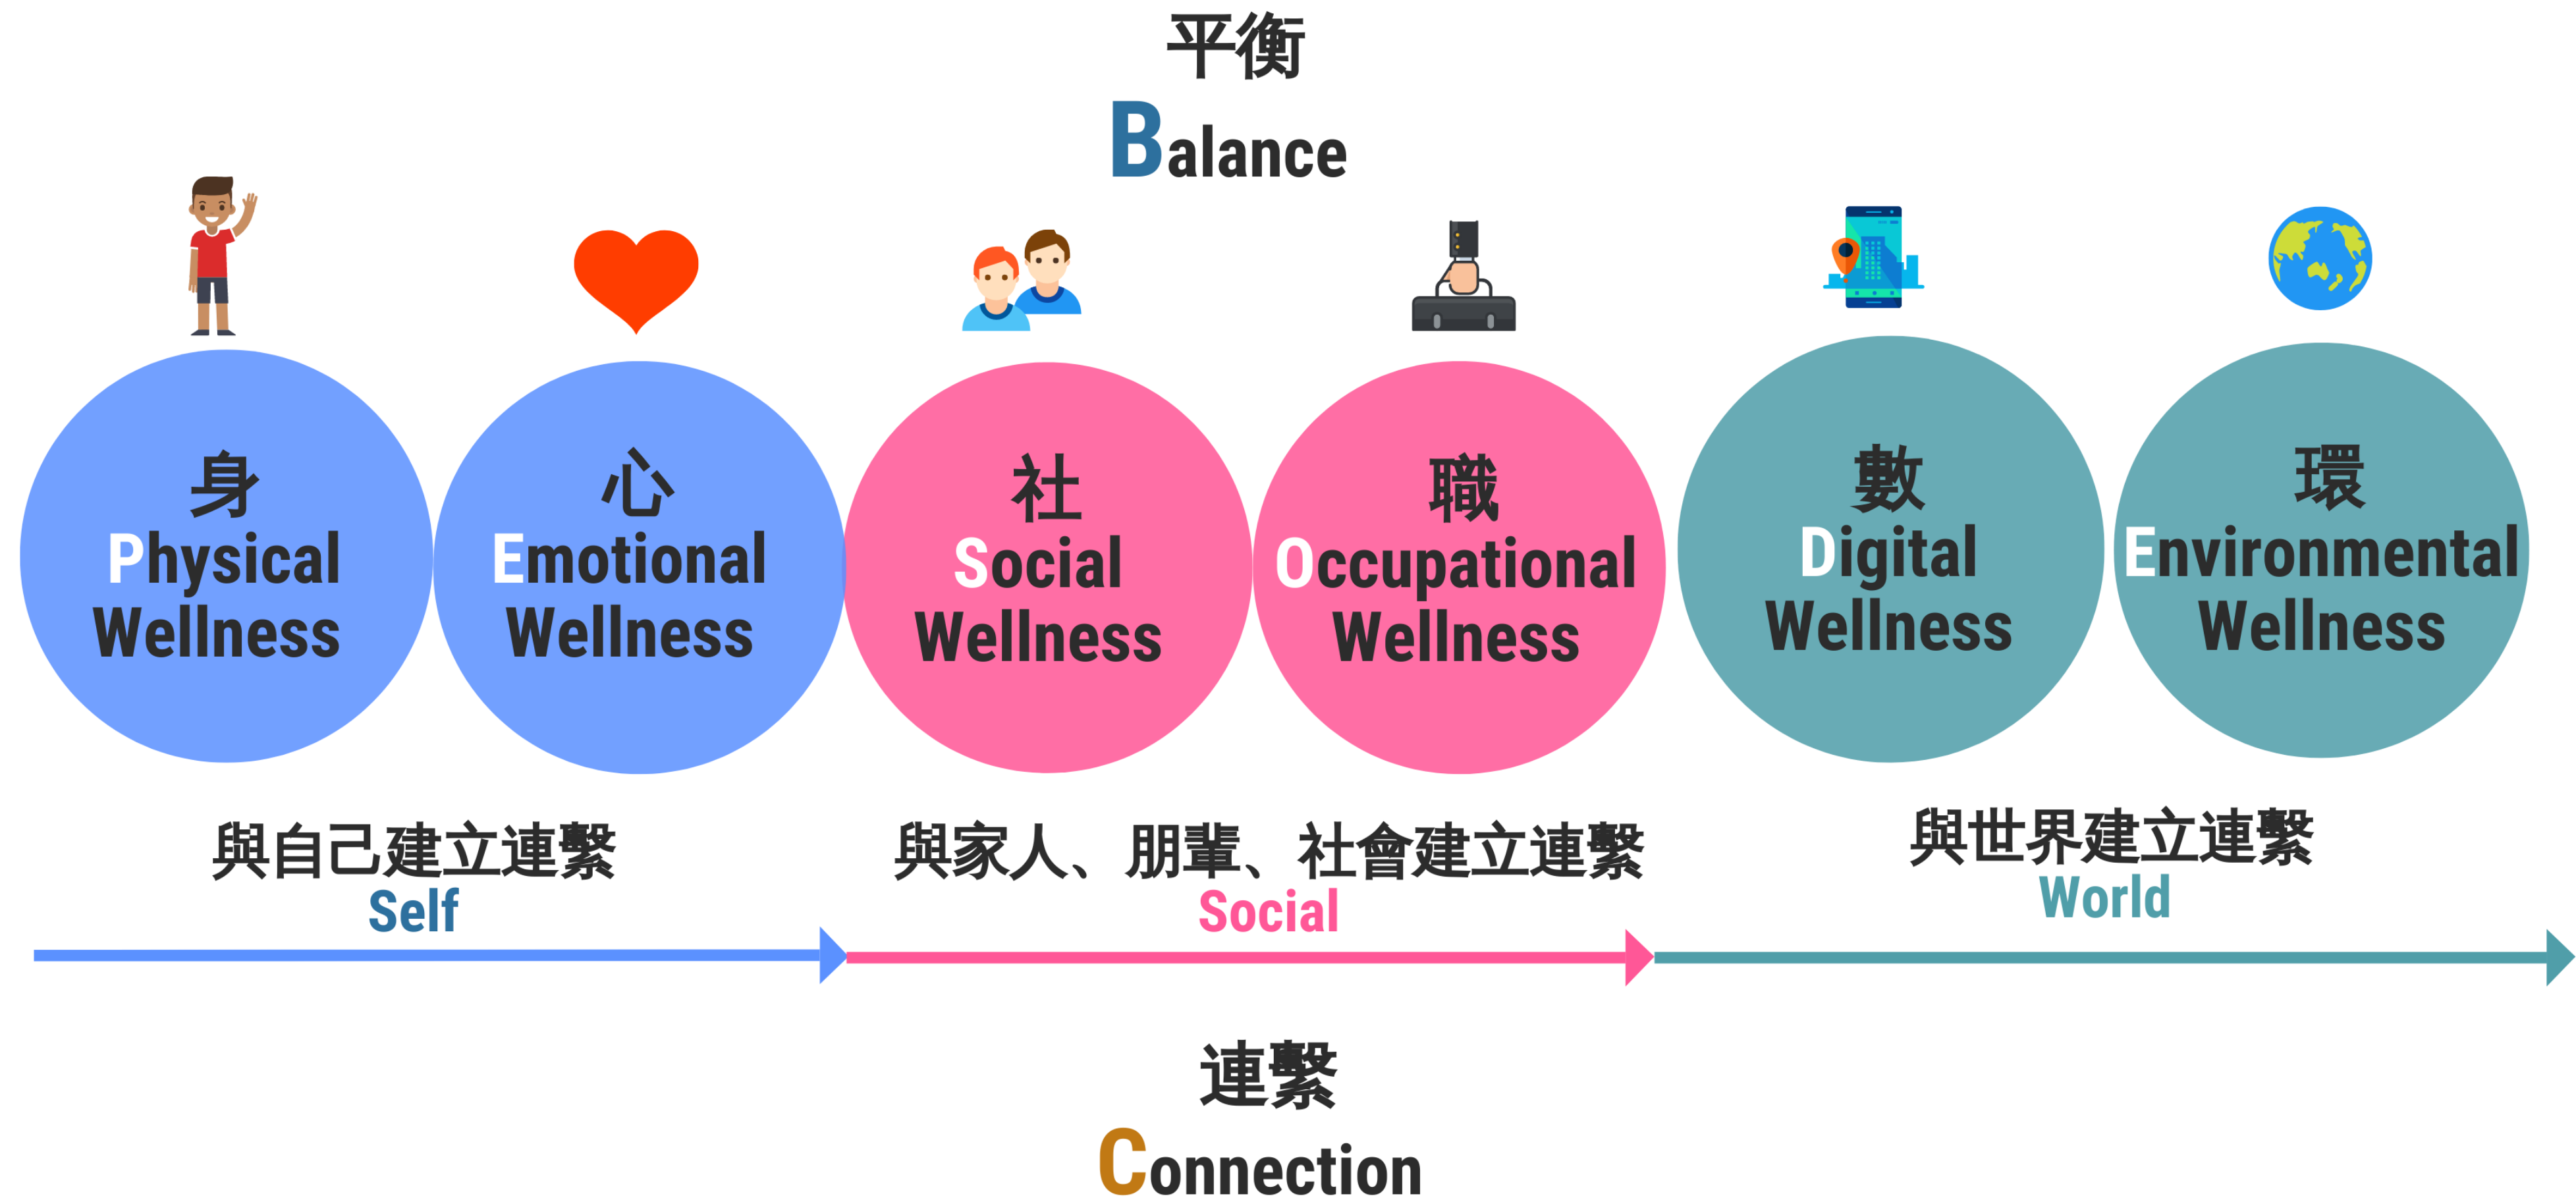 平衡
Balance
身
Physical
Wellness
心
Emotional
Wellness
社
Social
Wellness
職
Occupational
Wellness
數
Digital
Wellness
環
Environmental
Wellness
與自己建立連繫
Self
與家人、朋輩、社會建立連繫
Social
與世界建立連繫
World
連繫
Connection